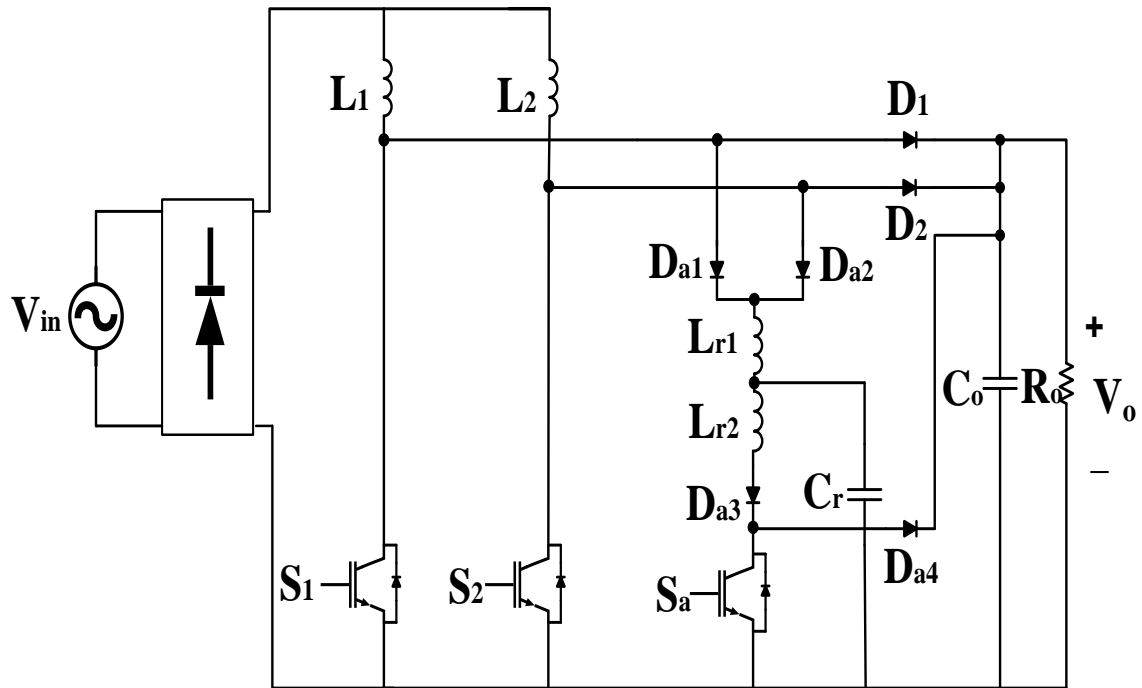 L1
L2
D1
D2
Da1
Da2
Vin
Lr1
+
Co
Ro
Vo
Lr2
−
Da3
Cr
Da4
S1
S2
Sa